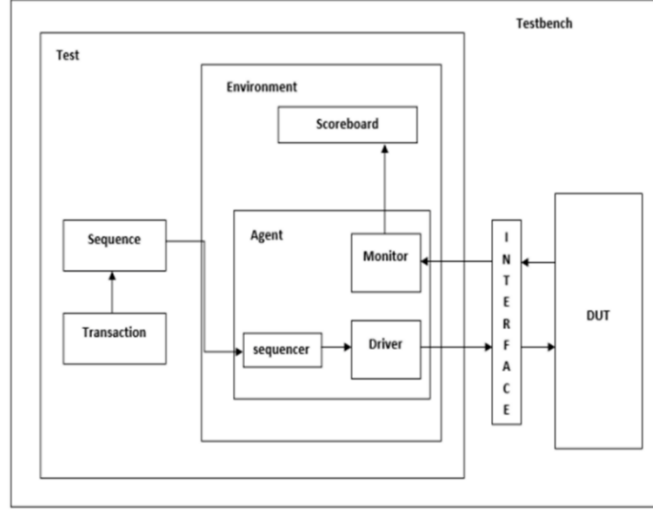 Testbench
Test
Environment
Scoreboard
Agent
Monitor
Sequence
Transaction
sequencer
Driver
I
N
T
E
R
F
A
C
E
DUT